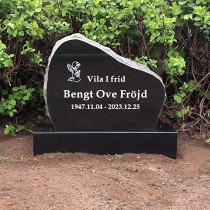 Vila I frid
Bengt Ove Fröjd
1947.11.04 - 2023.12.25